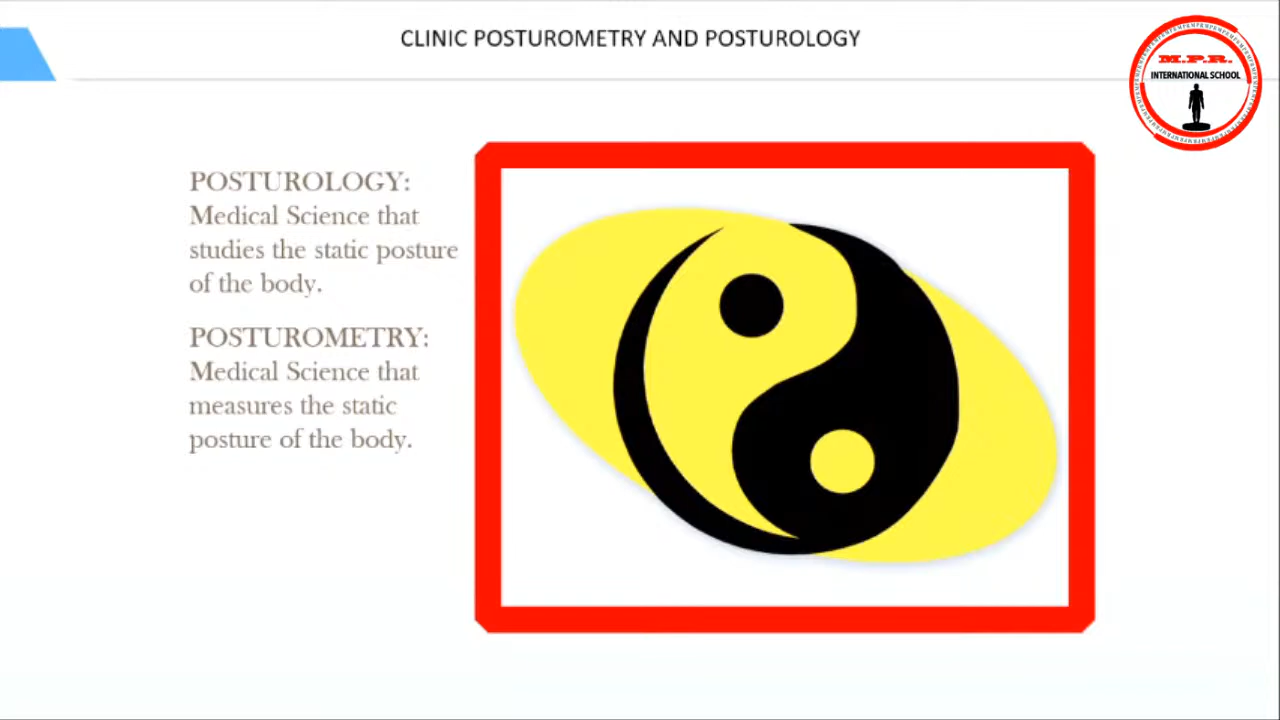 CLINIC POSTUROMETRY AND POSTUROLOGY
M.P.R.
INTERNATIONAL SCHOOL
POSTUROLOGY:
Medical Science that
studies the static posture
of the body.
POSTUROMETRY:
Medical Science that
measures the static
posture of the body.